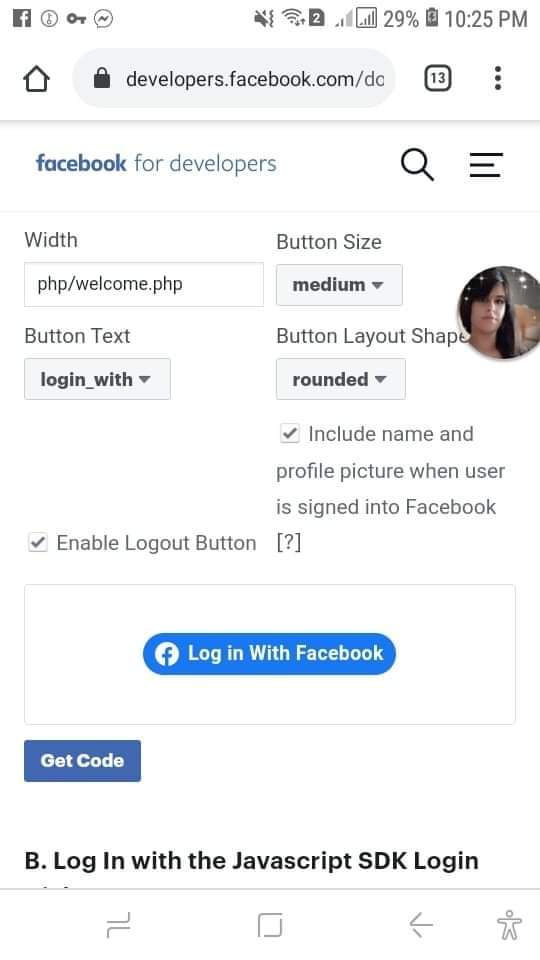 2 29% 10:25 PM
developers.facebook.com/do
13
facebook for developers
Width
Button Size
php/welcome.php
medium
Button Text
Button Layout Shape
login_with
rounded
Include name and
profile picture when user
is signed into Facebook
Enable Logout Button [?]
Log in With Facebook
Get Code
B. Log In with the Javascript SDK Login